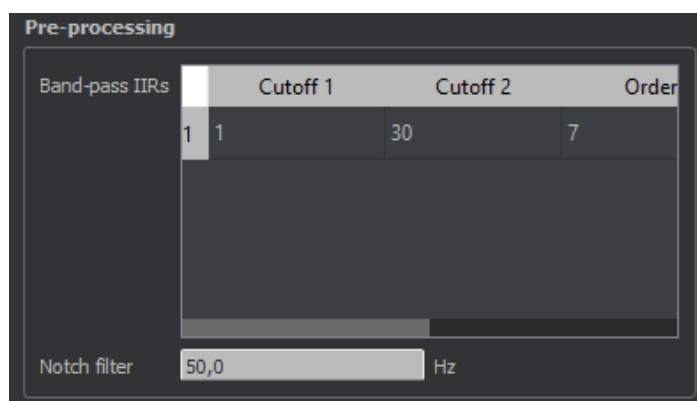 Pre-processing
Band-pass IIRs Cutoff 1 Cutoff 2 Order
1 1 30 7
Notch filter 50,0 Hz